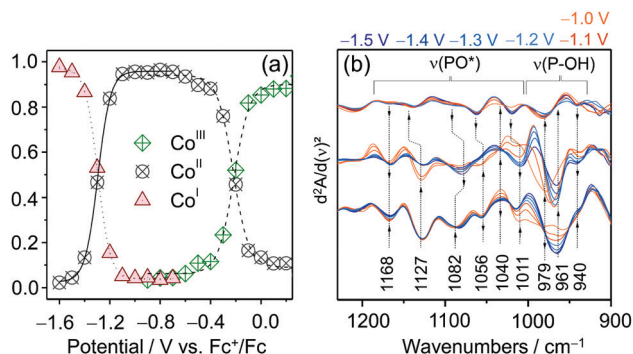 −1.0 V
−1.5 V −1.4 V −1.3 V −1.2 V −1.1 V
(a)
(b)
ν(PO*)
ν(P-OH)
1.0
0.8
0.6
0.4
0.2
0.0
Co^III
Co^II
Co^I
d²A/d(ν)²
1168
1127
1082
1056
1040
1011
979
961
940
−1.6 −1.2 −0.8 −0.4 0.0
1200 1100 1000 900
Potential / V vs. Fc⁺/Fc
Wavenumbers / cm⁻¹